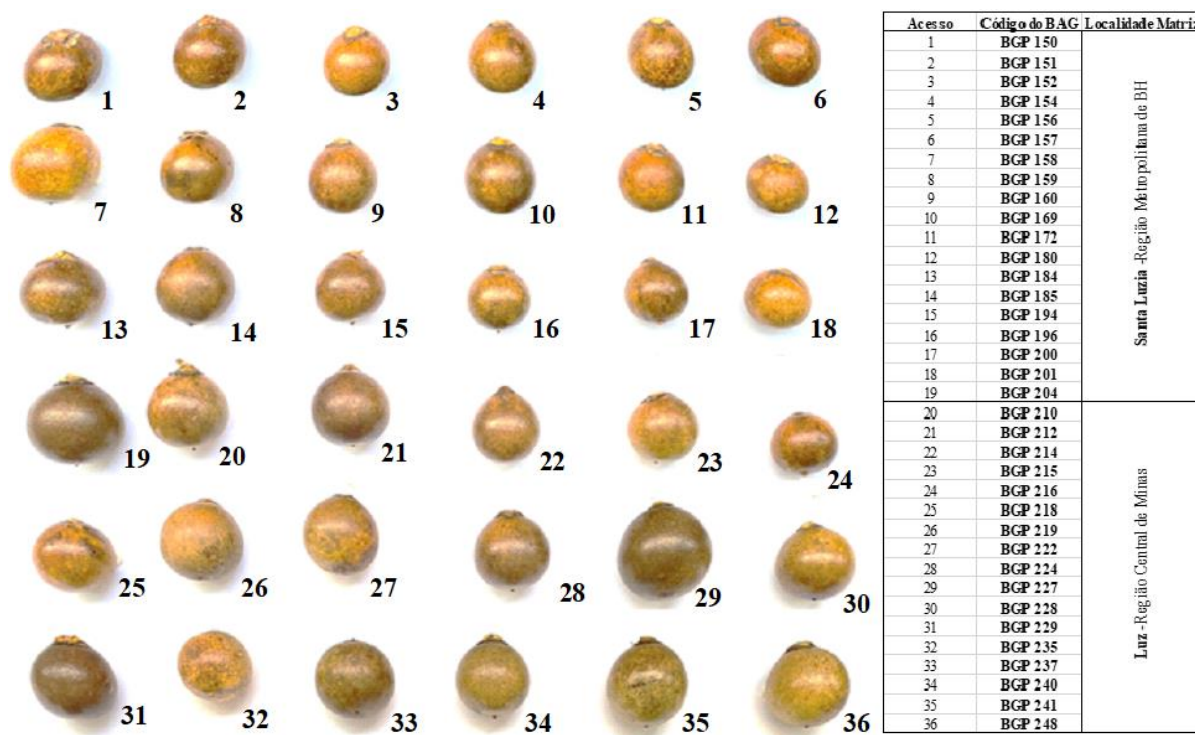 1 2 3 4 5 6
7 8 9 10 11 12
13 14 15 16 17 18
19 20 21 22 23 24
25 26 27 28 29 30
31 32 33 34 35 36
Acesso Código do BAG Localidade Matriz
1 BGP 150
2 BGP 151
3 BGP 152
4 BGP 154
5 BGP 156
6 BGP 157
7 BGP 158
8 BGP 159
9 BGP 160
10 BGP 169
11 BGP 172
12 BGP 180
13 BGP 184
14 BGP 185
15 BGP 194
16 BGP 196
17 BGP 200
18 BGP 201
19 BGP 204
Santa Luzia -Região Metropolitana de BH
20 BGP 210
21 BGP 212
22 BGP 214
23 BGP 215
24 BGP 216
25 BGP 218
26 BGP 219
27 BGP 222
28 BGP 224
29 BGP 227
30 BGP 228
31 BGP 229
32 BGP 235
33 BGP 237
34 BGP 240
35 BGP 241
36 BGP 248
Luz -Região Central de Minas